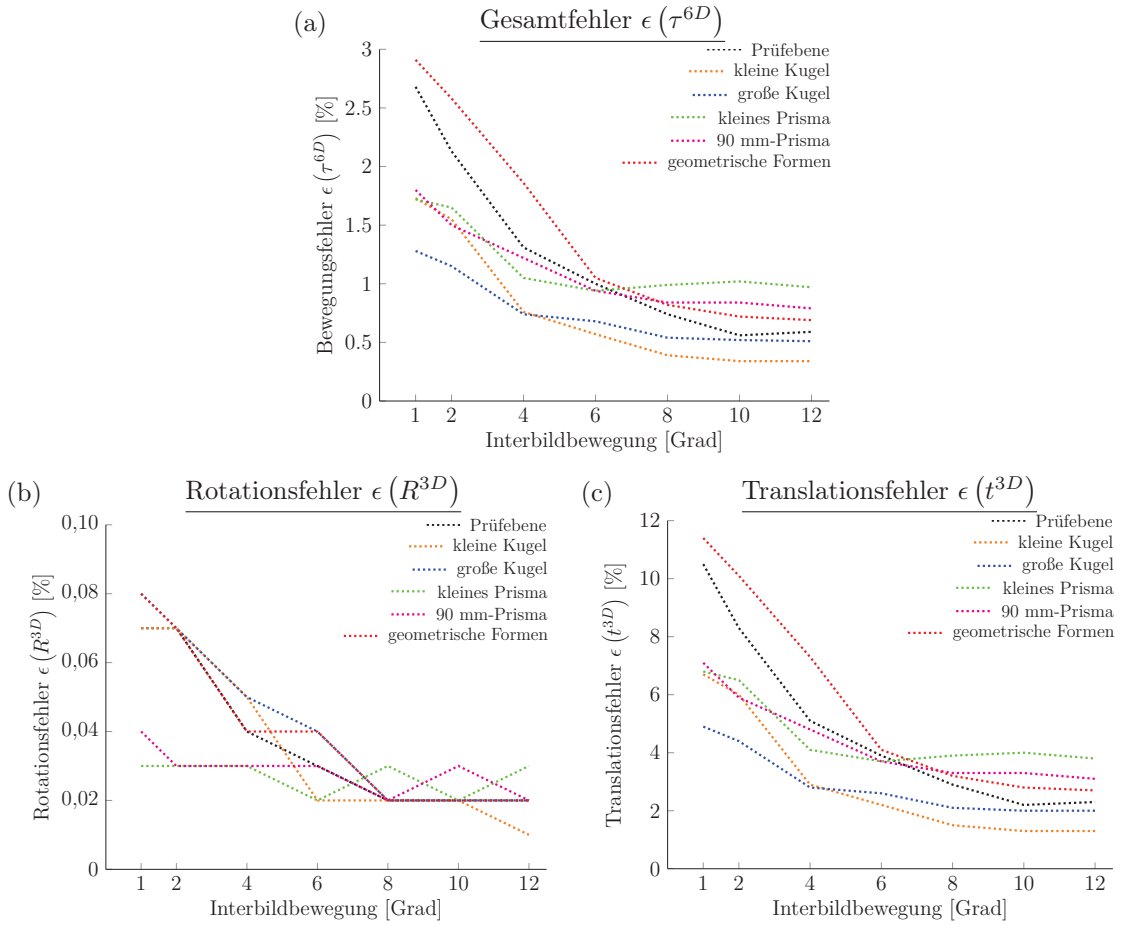 (a)
Gesamtfehler ϵ (τ^{6D})
Prüfebene
kleine Kugel
große Kugel
kleines Prisma
90 mm-Prisma
geometrische Formen
Bewegungsfehler ϵ (τ^{6D}) [%]
3
2.5
2
1.5
1
0.5
0
1 2 4 6 8 10 12
Interbildbewegung [Grad]
(b)
Rotationsfehler ϵ (R^{3D})
Prüfebene
kleine Kugel
große Kugel
kleines Prisma
90 mm-Prisma
geometrische Formen
Rotationsfehler ϵ (R^{3D}) [%]
0,10
0.08
0.06
0.04
0.02
0
1 2 4 6 8 10 12
Interbildbewegung [Grad]
(c)
Translationsfehler ϵ (t^{3D})
Prüfebene
kleine Kugel
große Kugel
kleines Prisma
90 mm-Prisma
geometrische Formen
Translationsfehler ϵ (t^{3D}) [%]
12
10
8
6
4
2
0
1 2 4 6 8 10 12
Interbildbewegung [Grad]